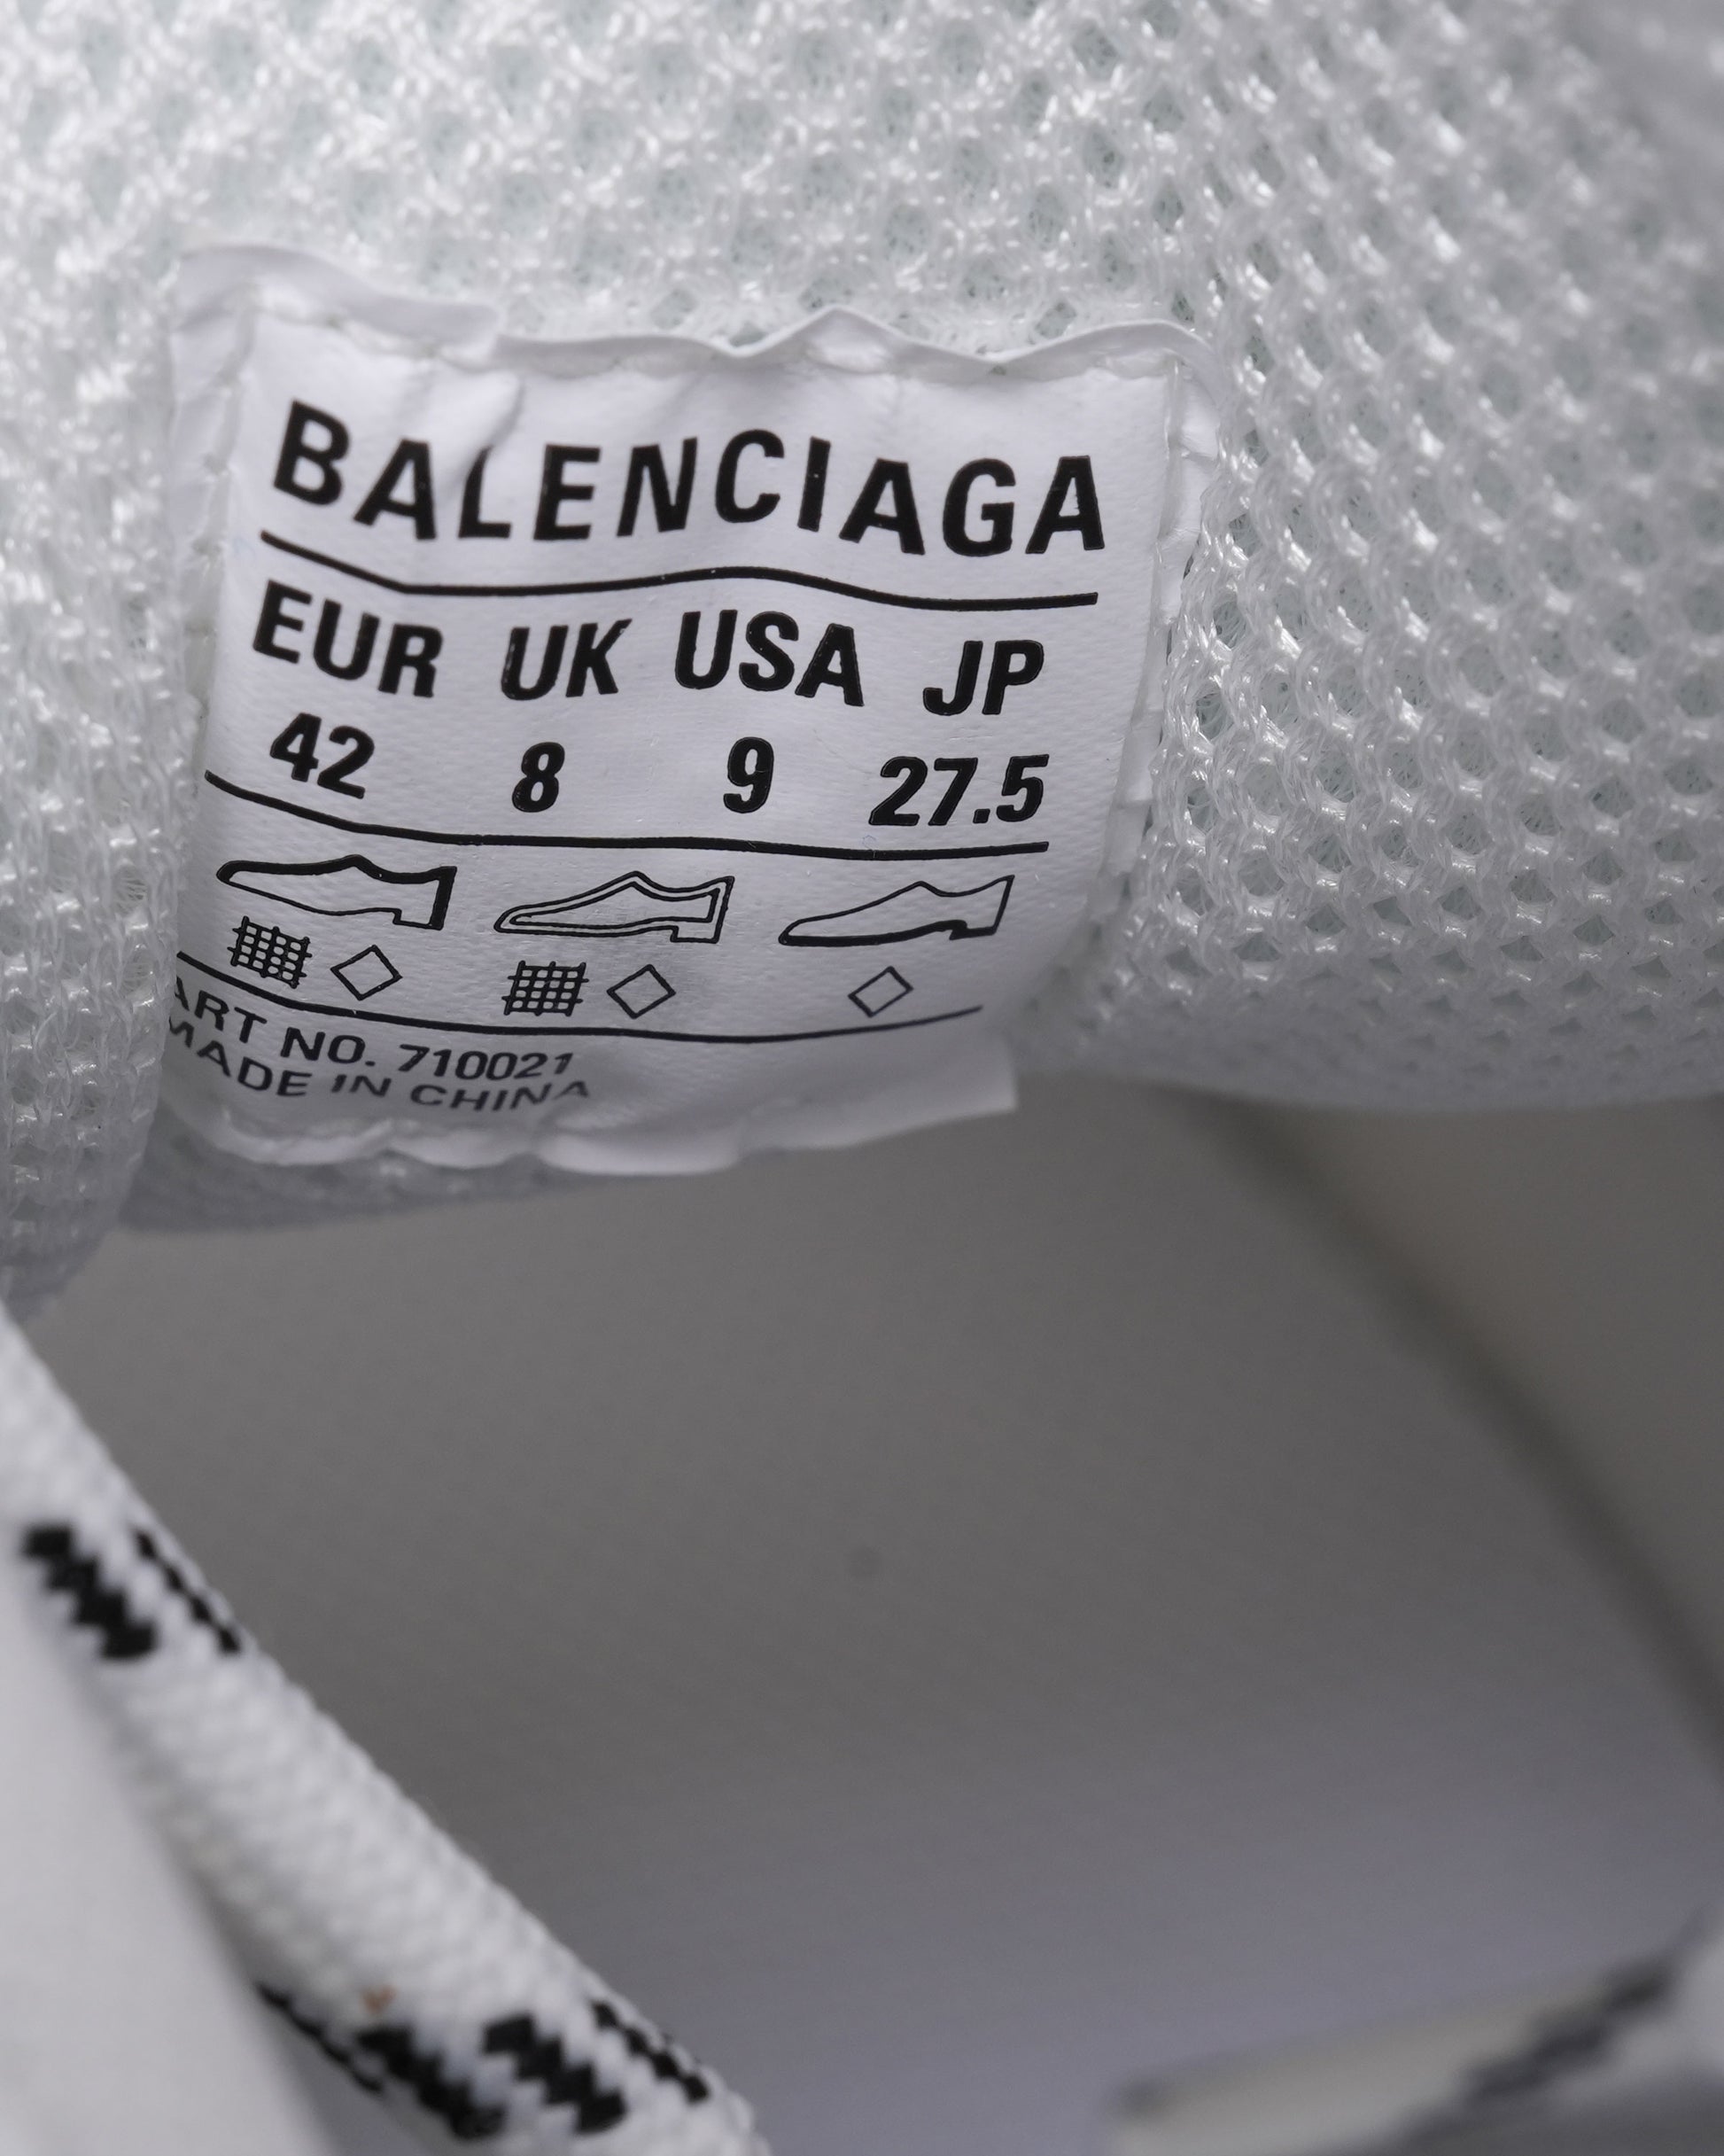 BALENCIAGA
EUR UK USA JP
42 8 9 27.5
ART NO. 710021
MADE IN CHINA